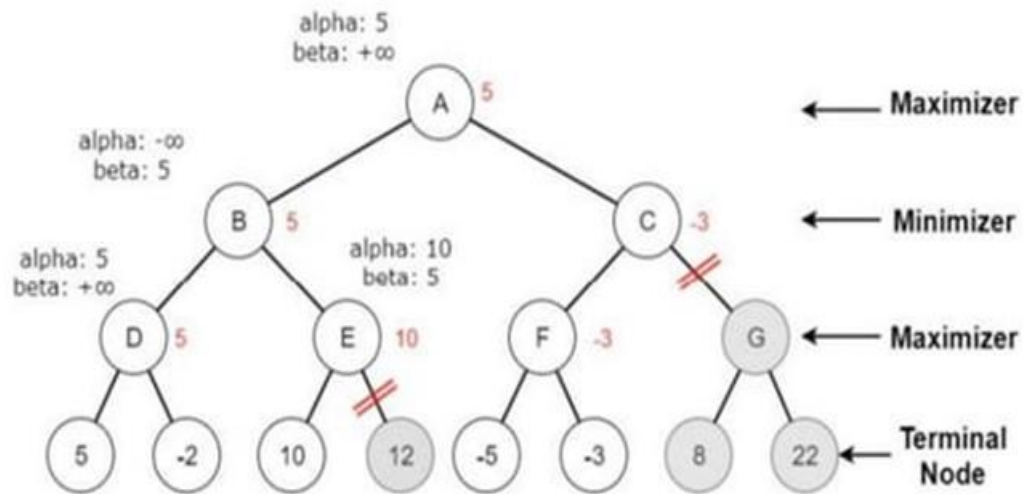 alpha: 5
beta: +∞
A
5
Maximizer
alpha: -∞
beta: 5
B
5
C
-3
Minimizer
alpha: 5
beta: +∞
alpha: 10
beta: 5
D
5
E
10
F
-3
G
Maximizer
5
-2
10
12
-5
-3
8
22
Terminal
Node